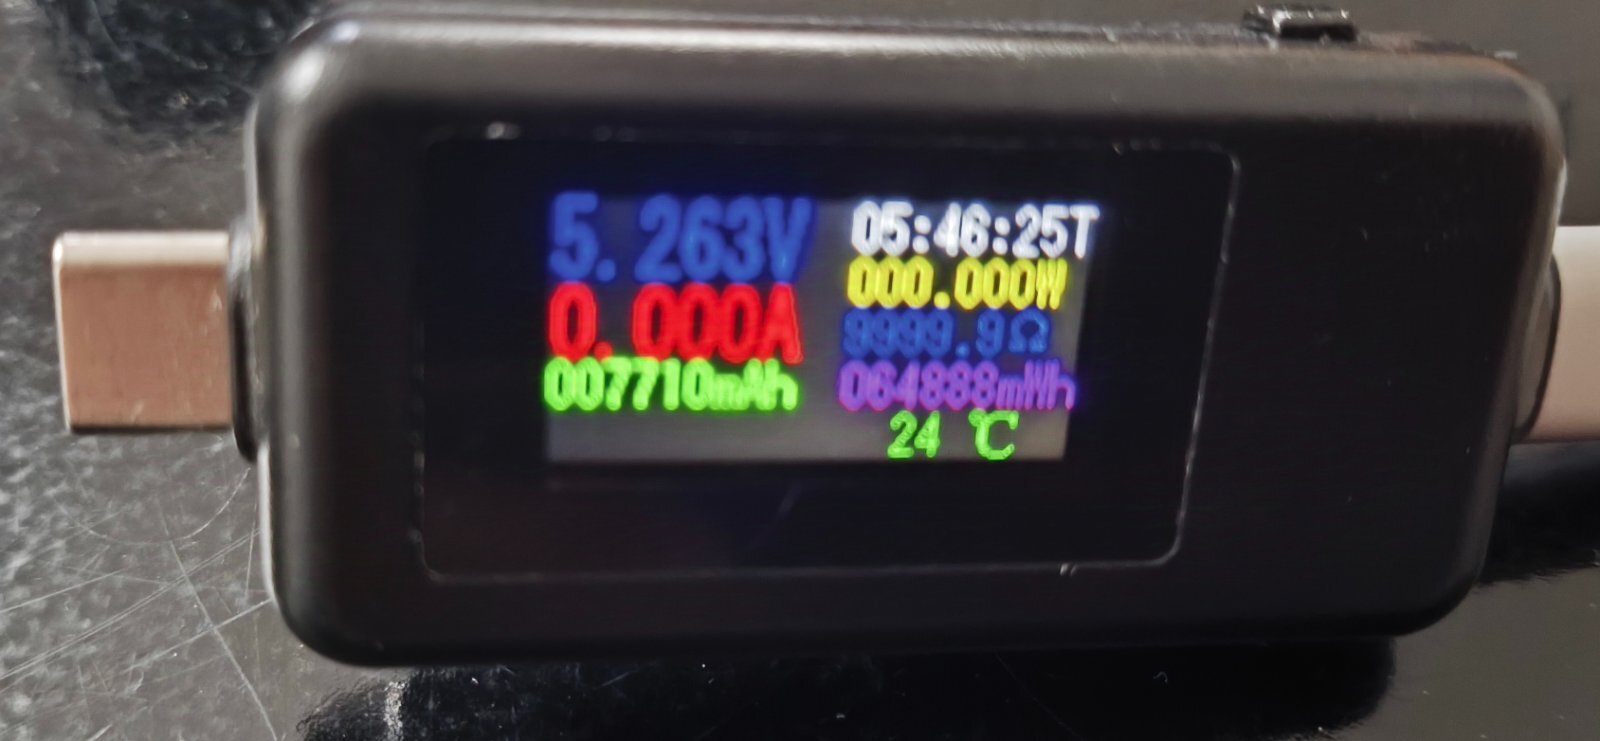 5.263V
05:46:25T
0.000A
000.000W
9999.9Ω
007710mAh
064888mWh
24 ℃